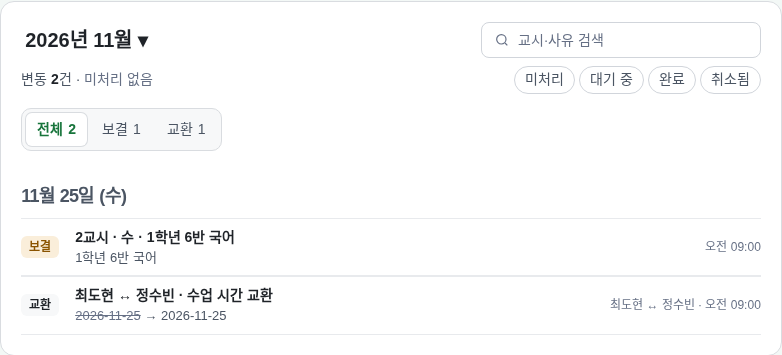 2026년 11월 ▾
교시·사유 검색
변동 2건 · 미처리 없음
미처리 대기 중 완료 취소됨
전체 2 보결 1 교환 1
11월 25일 (수)
보결 2교시 · 수 · 1학년 6반 국어 오전 09:00
1학년 6반 국어
교환 최도현 ↔ 정수빈 · 수업 시간 교환 최도현 ↔ 정수빈 · 오전 09:00
2026-11-25 → 2026-11-25